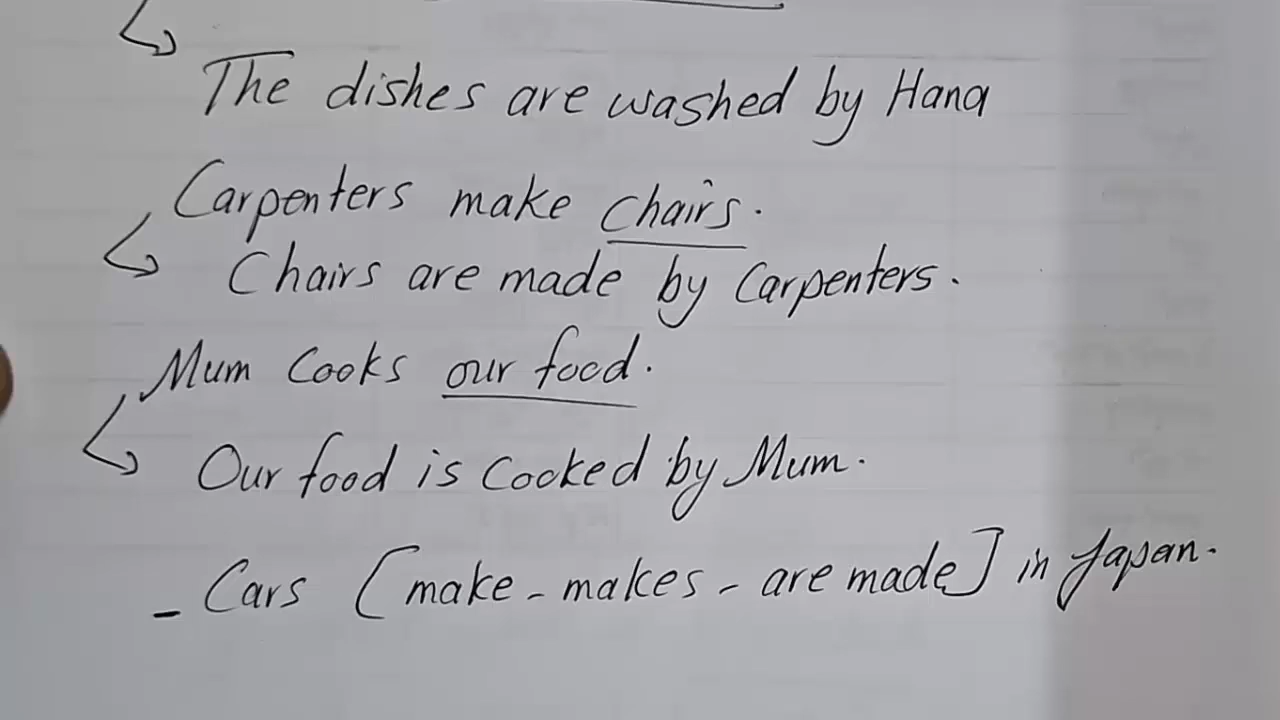 The dishes are washed by Hana
Carpenters make chairs.
Chairs are made by Carpenters.
Mum Cooks our food.
Our food is Cooked by Mum.
- Cars [make - makes - are made] in Japan.